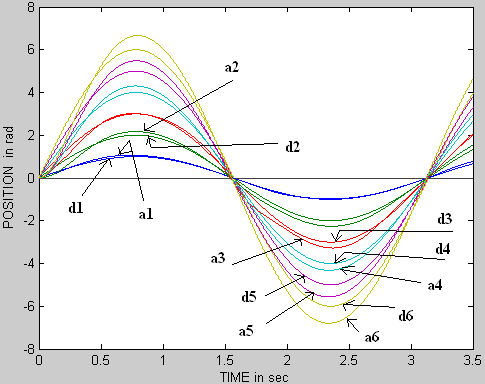 8
6
4
2
0
-2
-4
-6
-8
POSITION in rad
a2
d2
d1
a1
a3
d3
d4
a4
d5
a5
d6
a6
0 0.5 1 1.5 2 2.5 3 3.5
TIME in sec